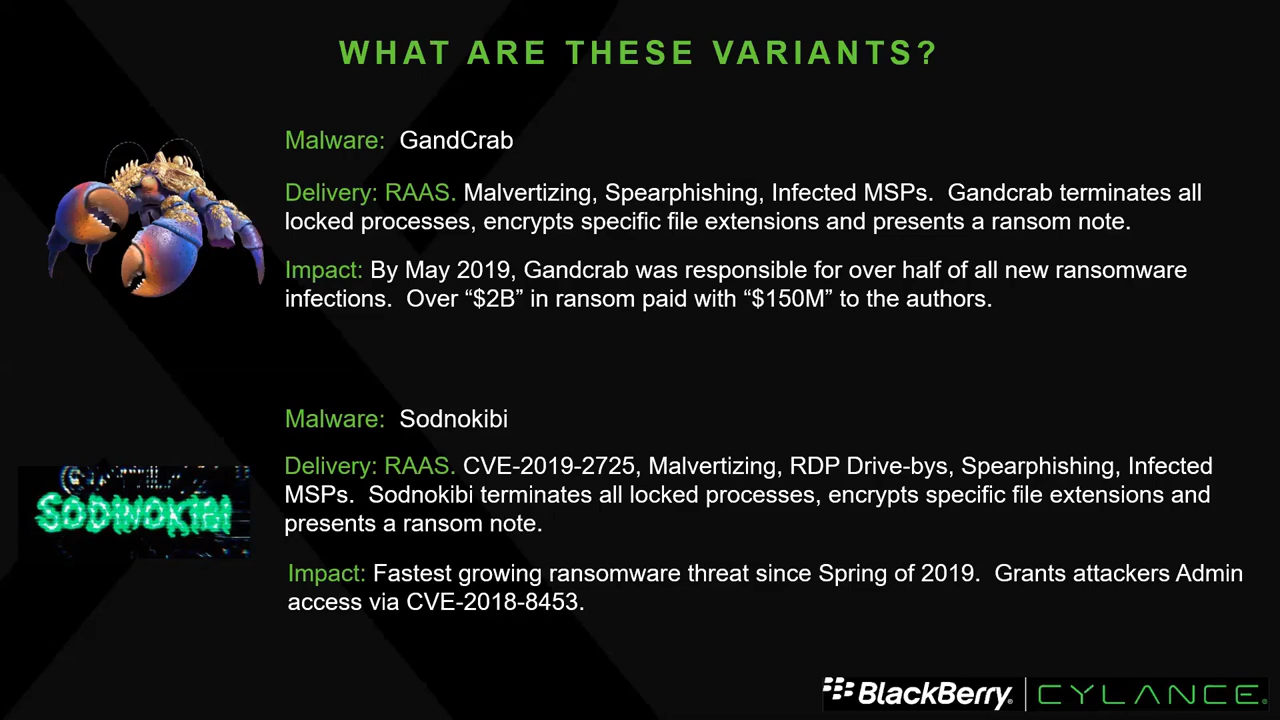 WHAT ARE THESE VARIANTS?
Malware: GandCrab
Delivery: RAAS. Malvertizing, Spearphishing, Infected MSPs. Gandcrab terminates all
locked processes, encrypts specific file extensions and presents a ransom note.
Impact: By May 2019, Gandcrab was responsible for over half of all new ransomware
infections. Over “$2B” in ransom paid with “$150M” to the authors.
Malware: Sodnokibi
Delivery: RAAS. CVE-2019-2725, Malvertizing, RDP Drive-bys, Spearphishing, Infected
MSPs. Sodnokibi terminates all locked processes, encrypts specific file extensions and
presents a ransom note.
SODINOKIBI
Impact: Fastest growing ransomware threat since Spring of 2019. Grants attackers Admin
access via CVE-2018-8453.
BlackBerry® CYLANCE®